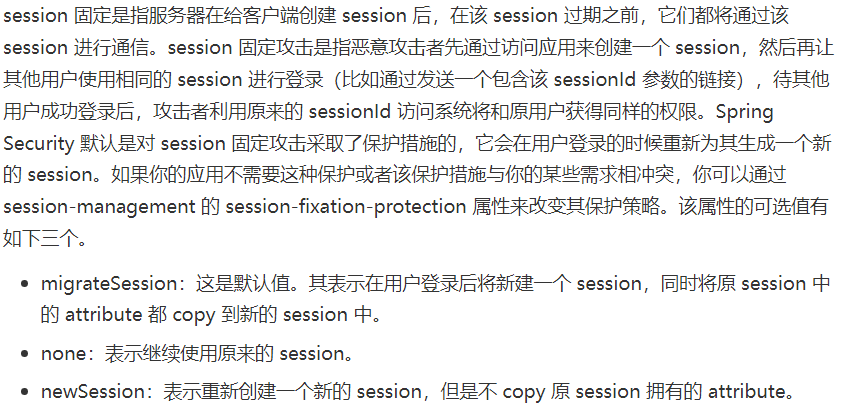 session 固定是指服务器在给客户端创建 session 后，在该 session 过期之前，它们都将通过该
session 进行通信。session 固定攻击是指恶意攻击者先通过访问应用来创建一个 session，然后再让
其他用户使用相同的 session 进行登录（比如通过发送一个包含该 sessionId 参数的链接），待其他
用户成功登录后，攻击者利用原来的 sessionId 访问系统将和原用户获得同样的权限。Spring
Security 默认是对 session 固定攻击采取了保护措施的，它会在用户登录的时候重新为其生成一个新
的 session。如果你的应用不需要这种保护或者该保护措施与你的某些需求相冲突，你可以通过
session-management 的 session-fixation-protection 属性来改变其保护策略。该属性的可选值有
如下三个。
• migrateSession：这是默认值。其表示在用户登录后将新建一个 session，同时将原 session 中
的 attribute 都 copy 到新的 session 中。
• none：表示继续使用原来的 session。
• newSession：表示重新创建一个新的 session，但是不 copy 原 session 拥有的 attribute。